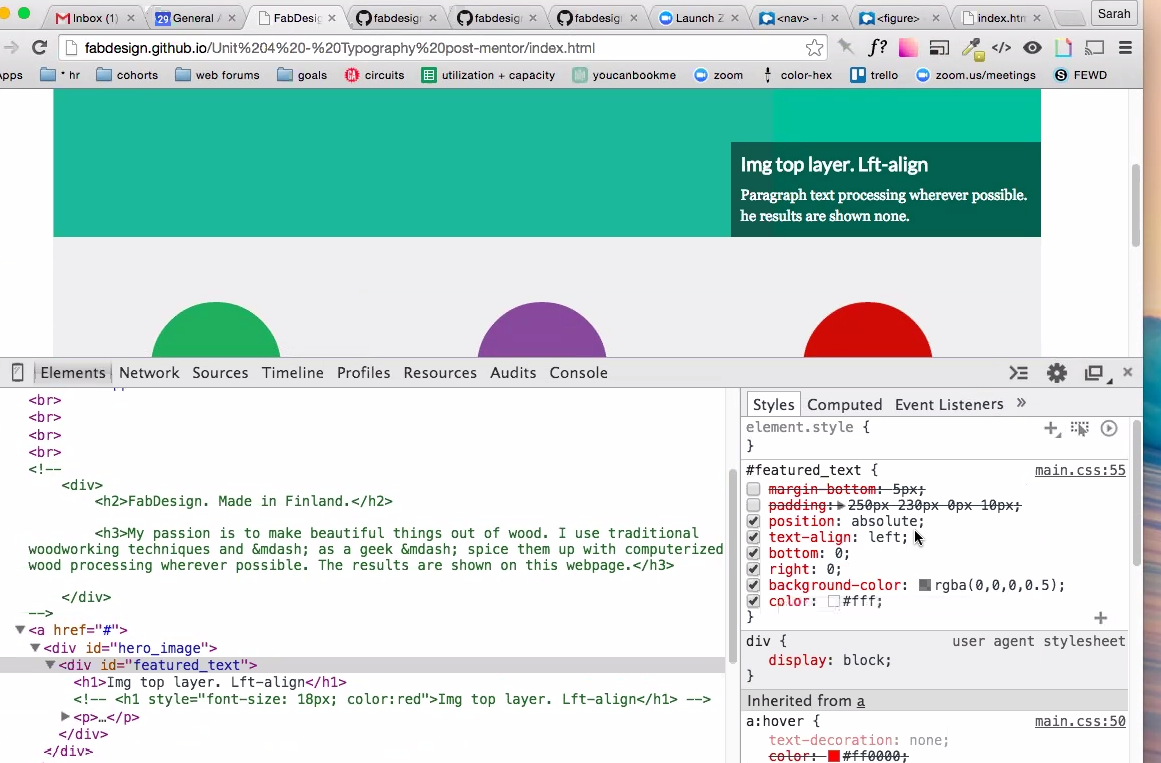 Inbox (1)
General /
FabDesig
fabdesig
fabdesig
fabdesig
Launch Z
<nav> -
<figure>
index.htm
Sarah
fabdesign.github.io/Unit%204%20-%20Typography%20post-mentor/index.html
f?
pps
* hr
cohorts
web forums
goals
circuits
utilization + capacity
youcanbookme
zoom
color-hex
trello
zoom.us/meetings
FEWD
Img top layer. Lft-align
Paragraph text processing wherever possible.
he results are shown none.
Elements Network Sources Timeline Profiles Resources Audits Console
<br>
<br>
<br>
<br>
<!--
<div>
<h2>FabDesign. Made in Finland.</h2>
<h3>My passion is to make beautiful things out of wood. I use traditional
woodworking techniques and &mdash; as a geek &mdash; spice them up with computerized
wood processing wherever possible. The results are shown on this webpage.</h3>
</div>
-->
<a href="#">
<div id="hero_image">
<div id="featured_text">
<h1>Img top layer. Lft-align</h1>
<!-- <h1 style="font-size: 18px; color:red">Img top layer. Lft-align</h1> -->
<p>…</p>
</div>
</div>
Styles Computed Event Listeners »
element.style {
}
#featured_text { main.css:55
margin-bottom: 5px;
padding: 250px 230px 0px 10px;
position: absolute;
text-align: left;
bottom: 0;
right: 0;
background-color: rgba(0,0,0,0.5);
color: #fff;
}
div { user agent stylesheet
display: block;
}
Inherited from a
a:hover { main.css:50
text-decoration: none;
color: #ff0000;